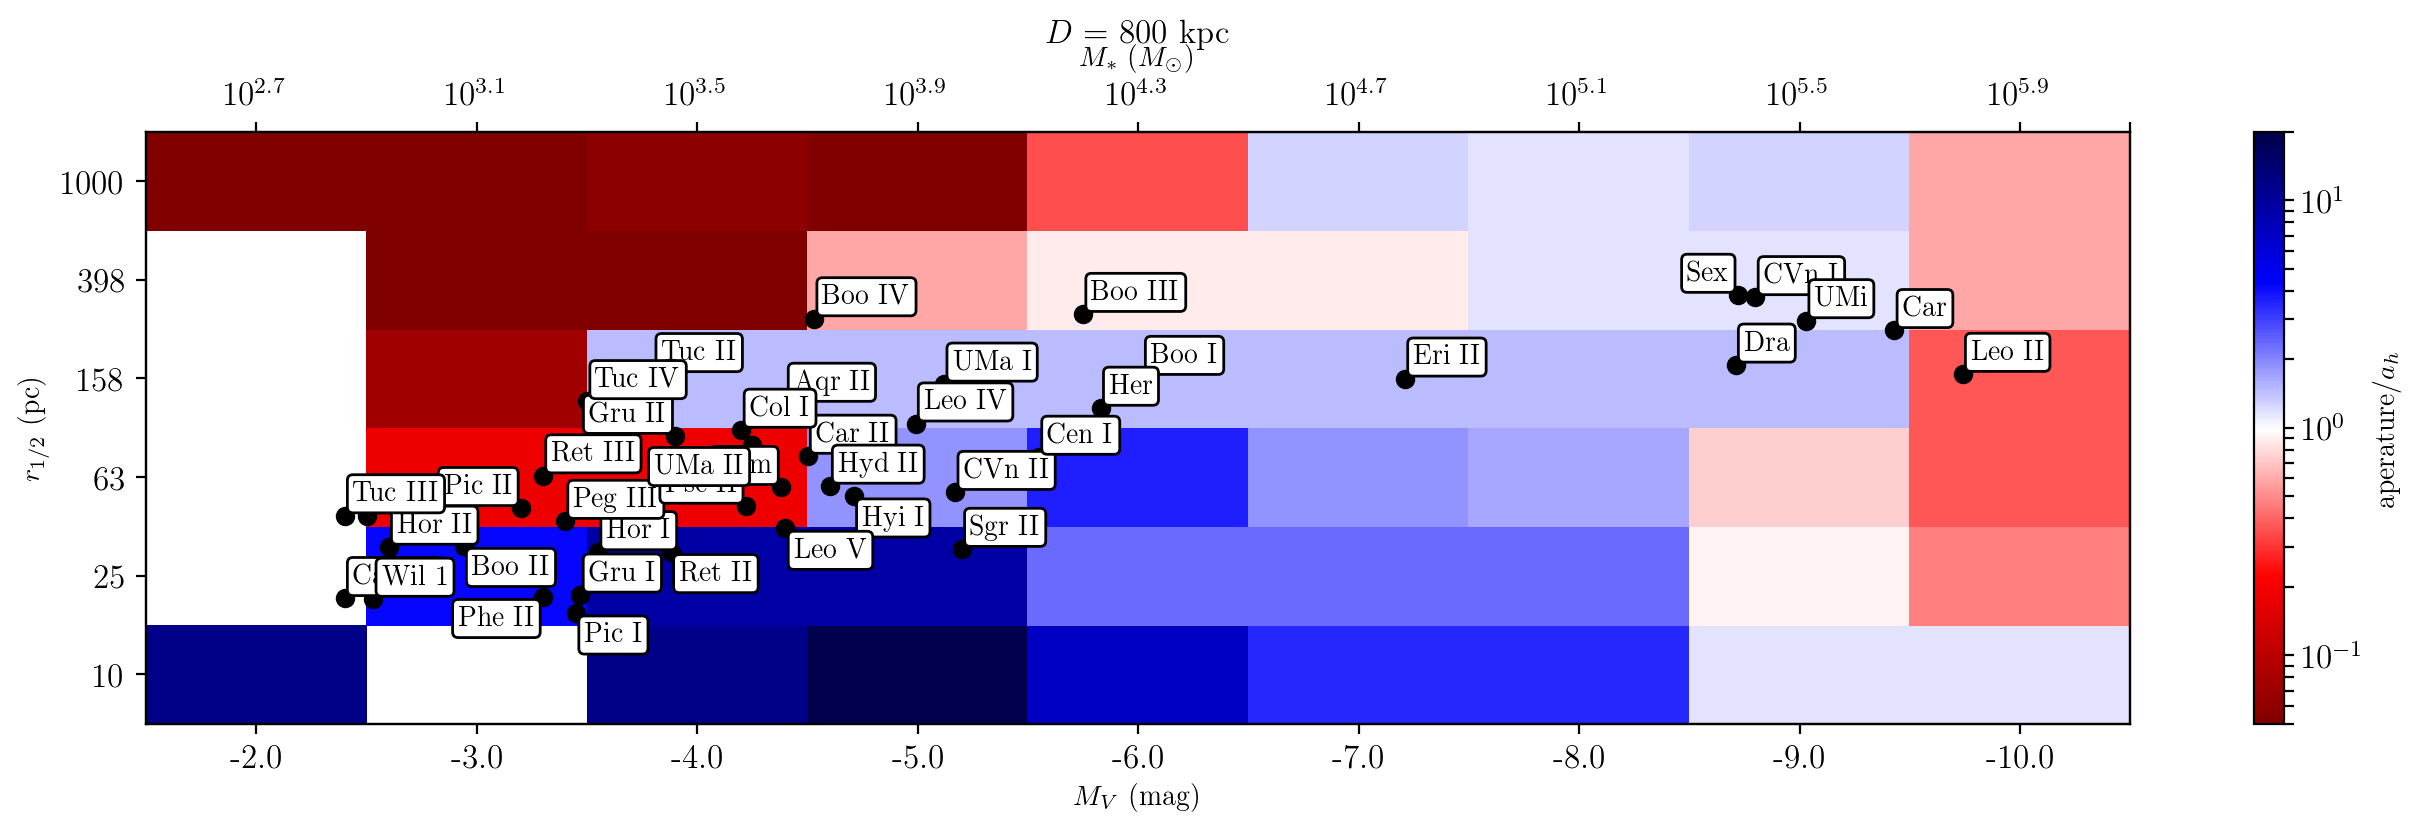 D = 800 kpc
M* (M⊙)
10^2.7 10^3.1 10^3.5 10^3.9 10^4.3 10^4.7 10^5.1 10^5.5 10^5.9
1000
398
158
63
25
10
r1/2 (pc)
Sex
CVn I
UMi
Car
Boo IV
Boo III
Dra
Leo II
Tuc II
Tuc IV
UMa I
Boo I
Eri II
Aqr II
Her
Gru II
Col I
Leo IV
Car II
Cen I
Ret III
UMa II
Hyd II
CVn II
Tuc III
Pic II
Peg III
Hor II
Hor I
Hyi I
Sgr II
Leo V
Wil 1
Boo II
Gru I
Ret II
Phe II
Pic I
-2.0 -3.0 -4.0 -5.0 -6.0 -7.0 -8.0 -9.0 -10.0
MV (mag)
10^1
10^0
10^-1
aperature/ah